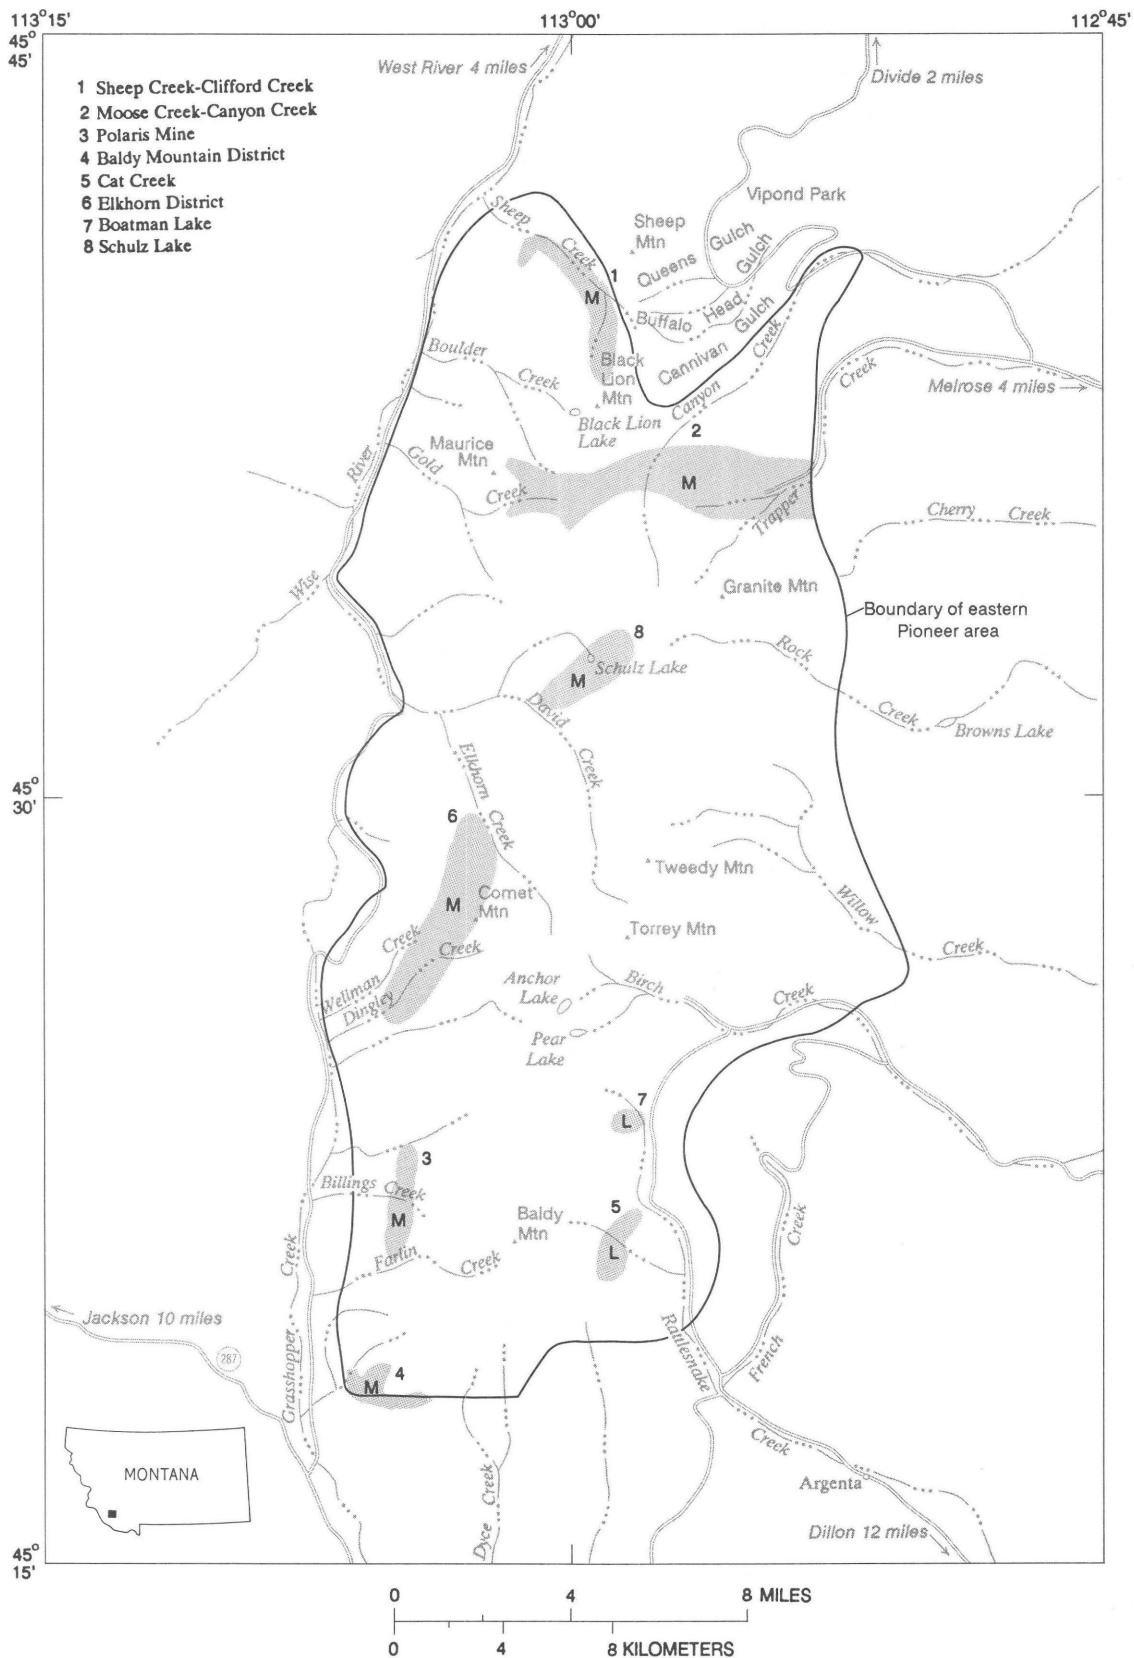 113° 15'
113° 00'
112° 45'
45° 45'
West River 4 miles
Divide 2 miles
1 Sheep Creek-Clifford Creek
2 Moose Creek-Canyon Creek
3 Polaris Mine
4 Baldy Mountain District
5 Cat Creek
6 Elkhorn District
7 Boatman Lake
8 Schulz Lake
Vipond Park
Sheep Creek
Sheep
Mtn
Queens Gulch
1
M
Buffalo Head Gulch
Cannivan Gulch
Boulder Creek
Black
Lion
Mtn
Canyon Creek
Creek
Melrose 4 miles
Black Lion
Lake
2
Maurice
Mtn
River
Gold
Creek
M
Trapper
Cherry Creek
Wise
Granite Mtn
Boundary of eastern
Pioneer area
8
Schulz Lake
M
Rock
Creek
Browns Lake
David
Creek
Elkhorn
Creek
45° 30'
6
Tweedy Mtn
Comet
Mtn
M
Willow
Creek
Torrey Mtn
Wellman Creek
Dingley Creek
Anchor
Lake
Birch
Creek
Pear
Lake
7
L
3
Billings Creek
M
5
Baldy
Mtn
L
Farlin
Creek
Creek
Grasshopper Creek
Jackson 10 miles
287
Rattlesnake
French
4
M
MONTANA
Creek
Dyce Creek
Argenta
Dillon 12 miles
45° 15'
0 4 8 MILES
0 4 8 KILOMETERS